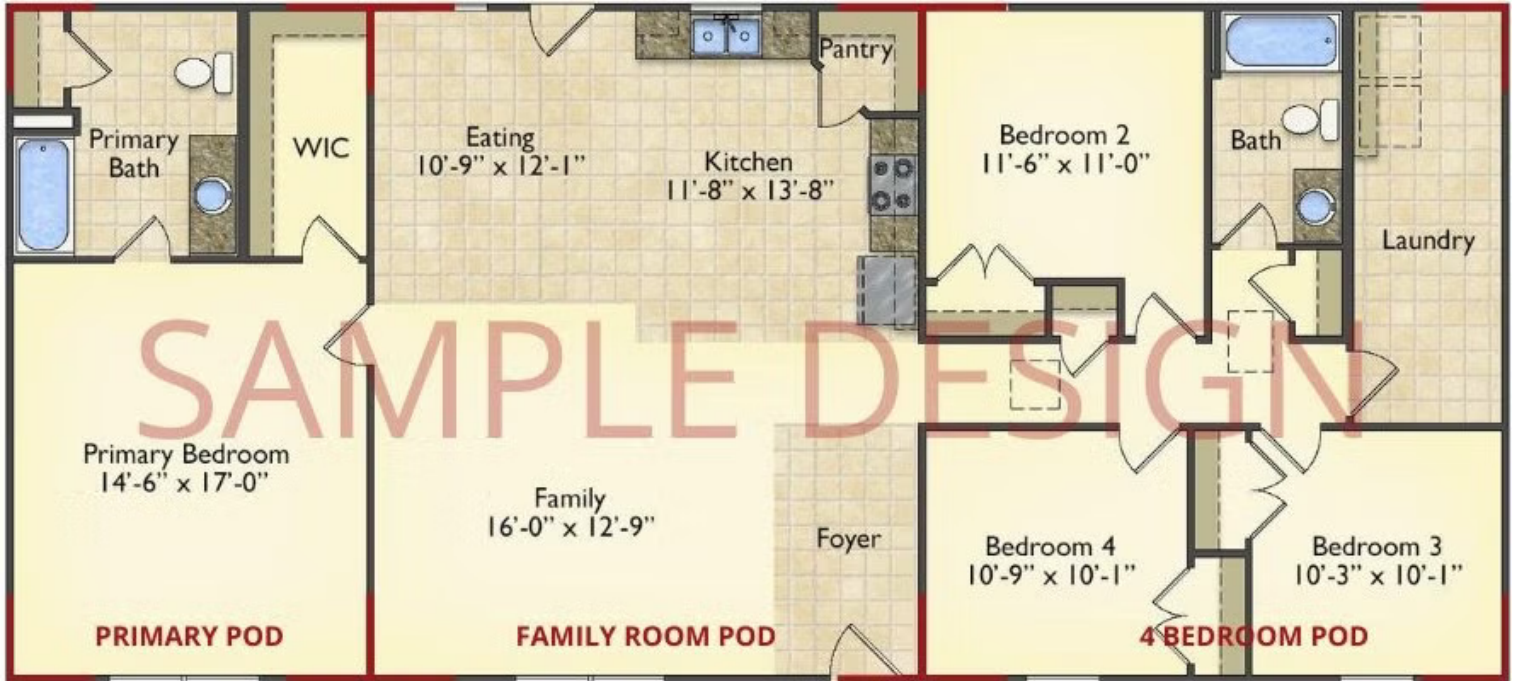 Primary
Bath
WIC
Eating
10'-9" x 12'-1"
Kitchen
11'-8" x 13'-8"
Pantry
Bedroom 2
11'-6" x 11'-0"
Bath
Laundry
SAMPLE DESIGN
Primary Bedroom
14'-6" x 17'-0"
Family
16'-0" x 12'-9"
Foyer
Bedroom 4
10'-9" x 10'-1"
Bedroom 3
10'-3" x 10'-1"
PRIMARY POD
FAMILY ROOM POD
4 BEDROOM POD